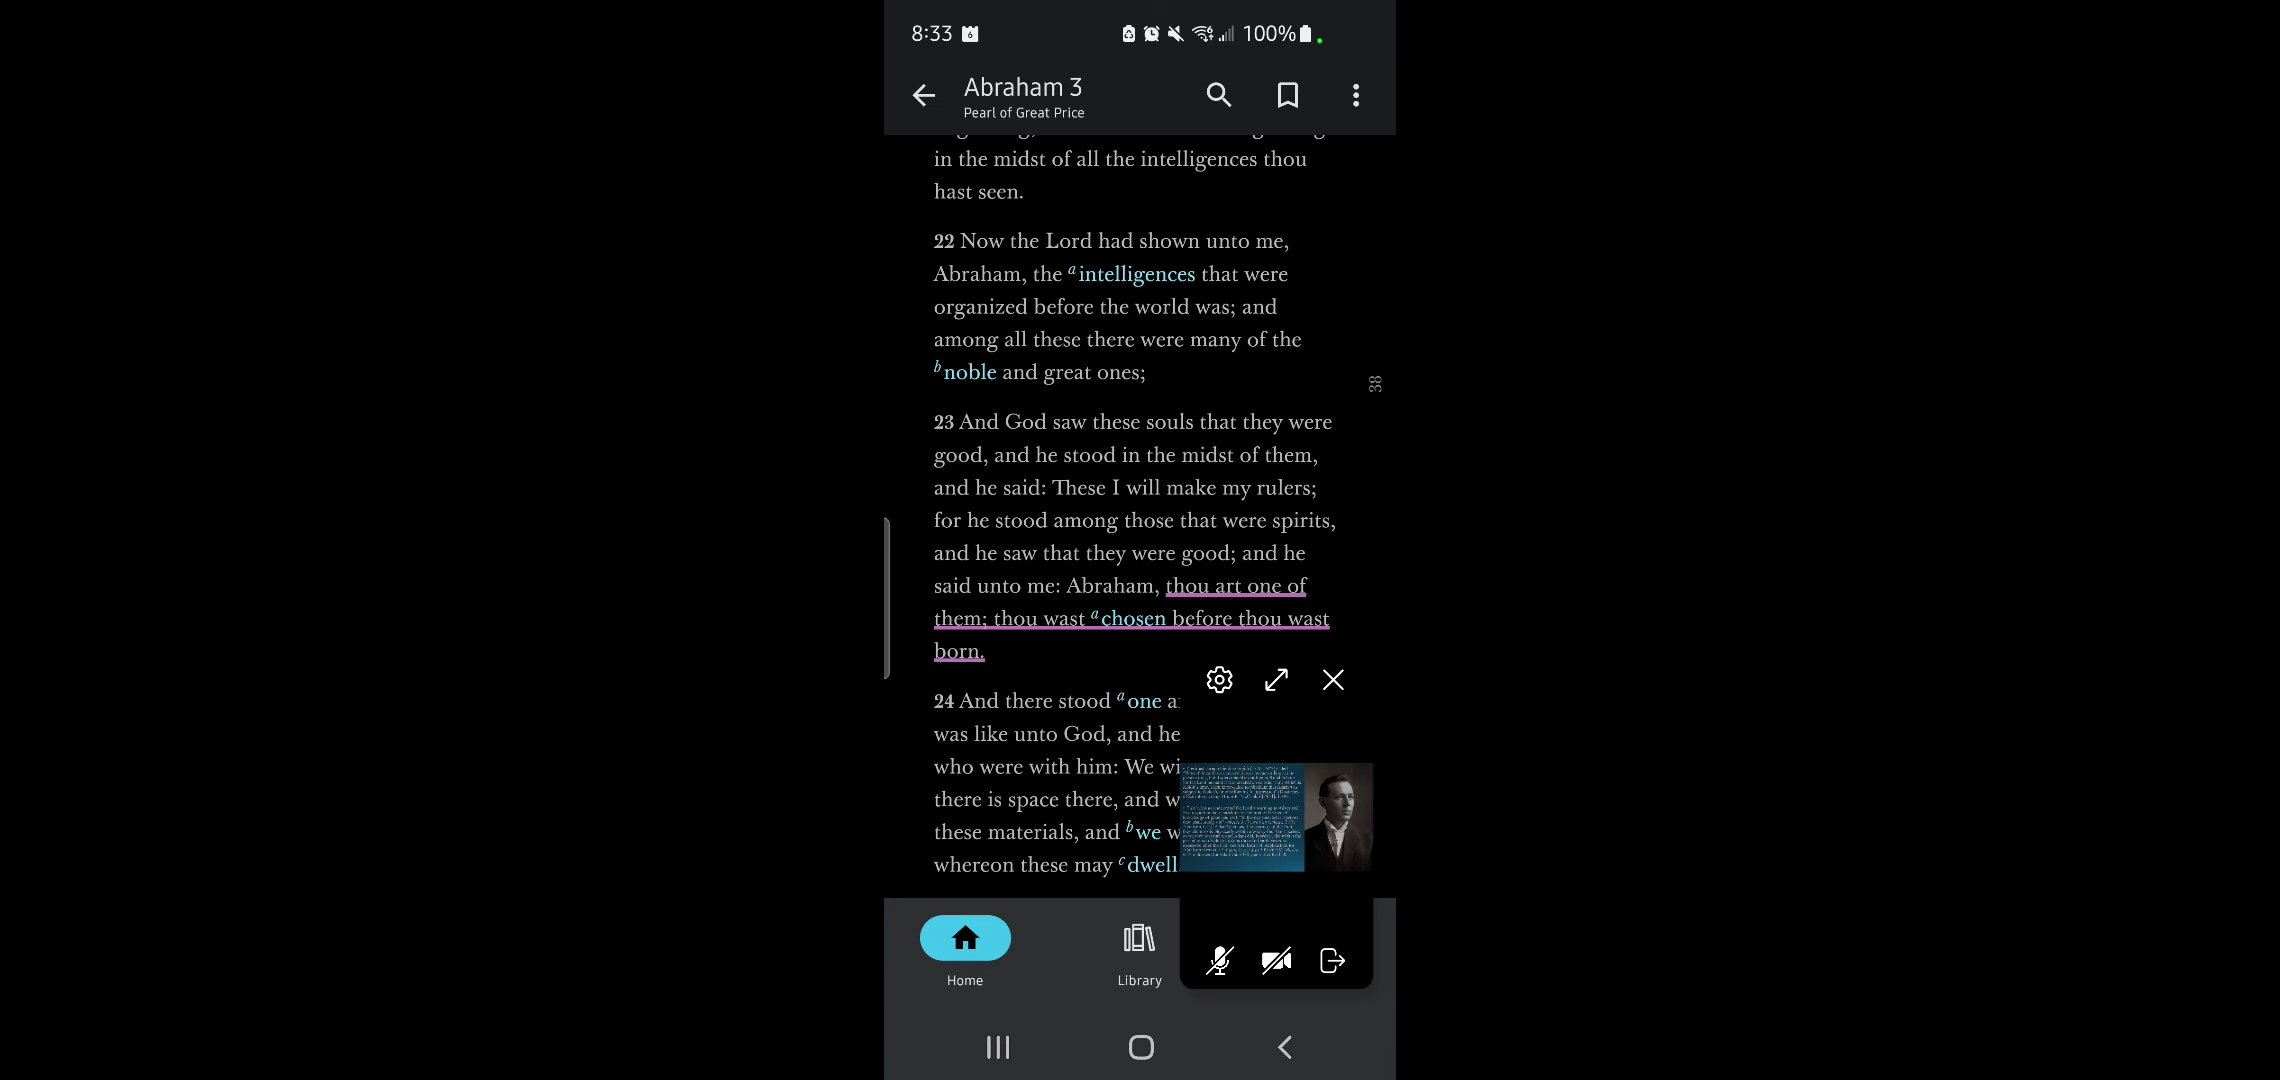 8:33
6
100%
Abraham 3
Pearl of Great Price
in the midst of all the intelligences thou
hast seen.
22 Now the Lord had shown unto me,
Abraham, the a intelligences that were
organized before the world was; and
among all these there were many of the
b noble and great ones;
38
23 And God saw these souls that they were
good, and he stood in the midst of them,
and he said: These I will make my rulers;
for he stood among those that were spirits,
and he saw that they were good; and he
said unto me: Abraham, thou art one of
them; thou wast a chosen before thou wast
born.
24 And there stood a one
was like unto God, and he
who were with him: We
there is space there, and
these materials, and b we
whereon these may c dwell
Home
Library